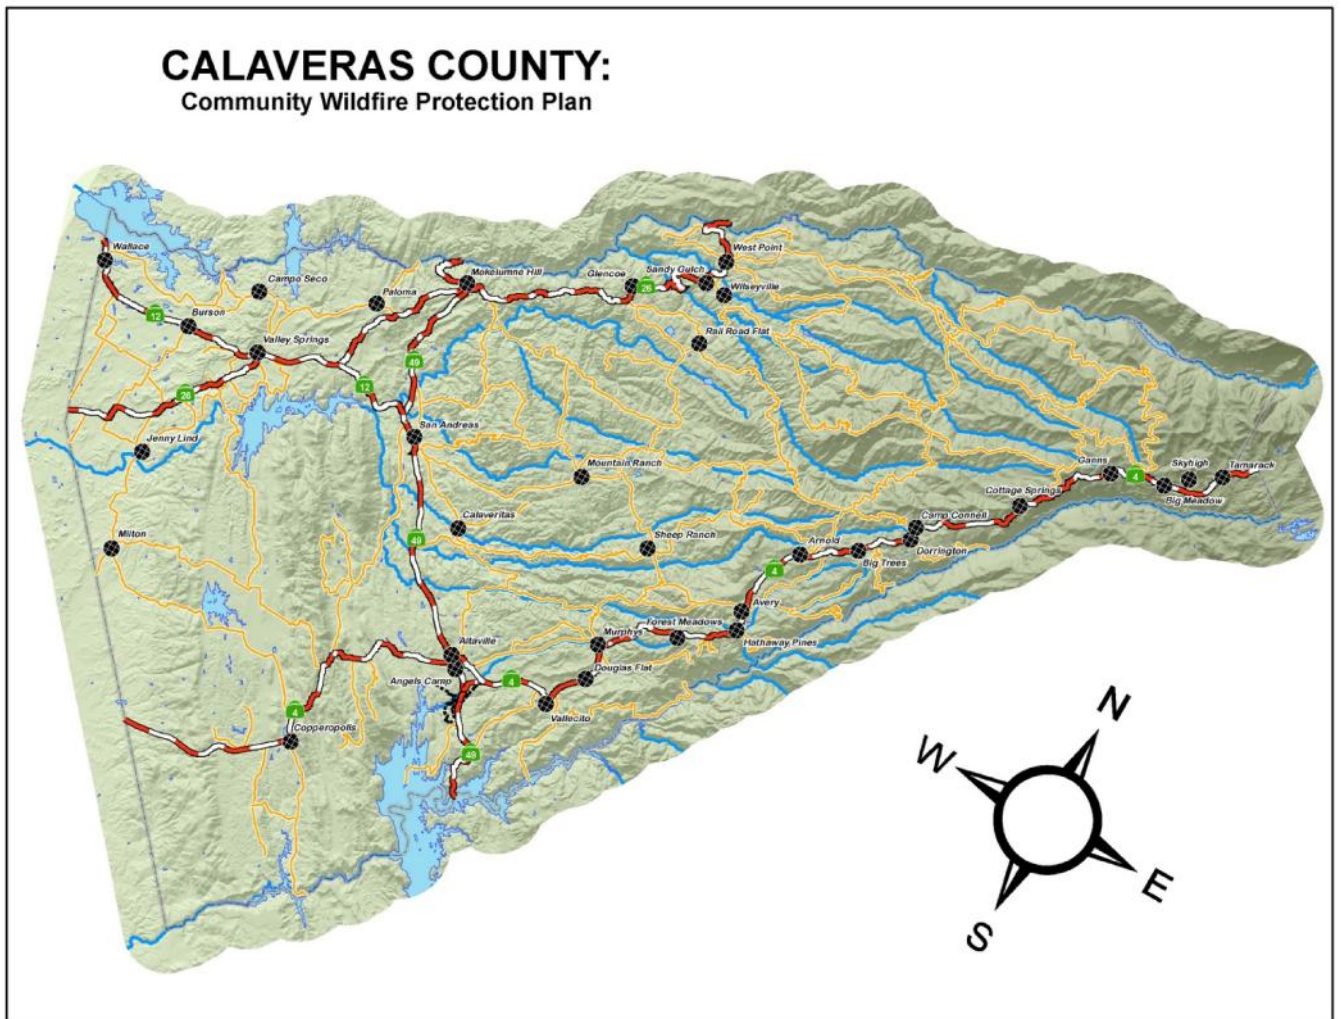 CALAVERAS COUNTY:
Community Wildfire Protection Plan
Wallace
West Point
Campo Seco
Mokelumne Hill
Glencoe
Sandy Gulch
26
Wilseyville
Paloma
12
Burson
Rail Road Flat
Valley Springs
49
12
26
San Andreas
Jenny Lind
Mountain Ranch
Ganns
4
Skyhigh
Tamarack
Big Meadow
Cottage Springs
Calaveritas
Camp Connell
Milton
49
Sheep Ranch
Arnold
Dorrington
Big Trees
4
Avery
Forest Meadows
Murphys
Hathaway Pines
Altaville
Douglas Flat
Angels Camp
4
Vallecito
4
Copperopolis
49
N
W
E
S